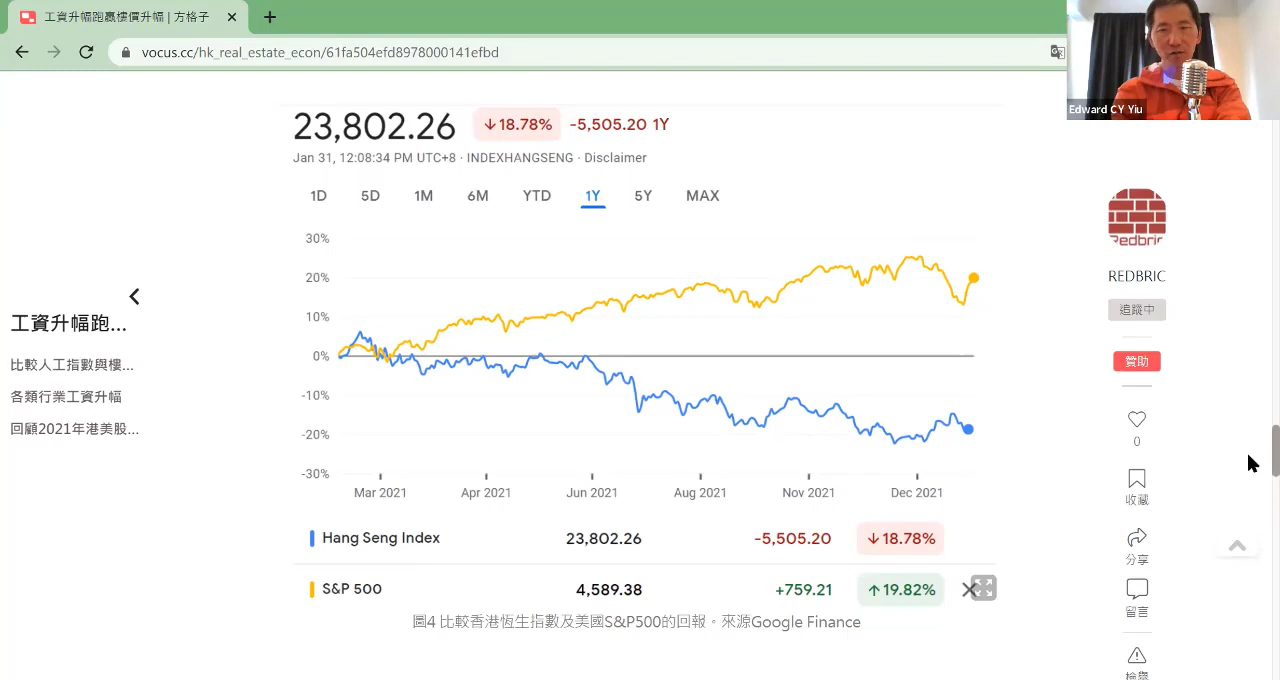 工資升幅跑贏樓價升幅 | 方格子
vocus.cc/hk_real_estate_econ/61fa504efd8978000141efbd
Edward CY Yiu
23,802.26
↓18.78%
-5,505.20 1Y
Jan 31, 12:08:34 PM UTC+8 · INDEXHANGSENG · Disclaimer
1D 5D 1M 6M YTD 1Y 5Y MAX
30%
20%
10%
0%
-10%
-20%
-30%
Mar 2021 Apr 2021 Jun 2021 Aug 2021 Nov 2021 Dec 2021
Hang Seng Index 23,802.26 -5,505.20 ↓18.78%
S&P 500 4,589.38 +759.21 ↑19.82%
圖4 比較香港恆生指數及美國S&P500的回報。來源Google Finance
工資升幅跑...
比較人工指數與樓...
各類行業工資升幅
回顧2021年港美股...
Redbric
REDBRIC
追蹤中
贊助
0
收藏
分享
留言
檢舉